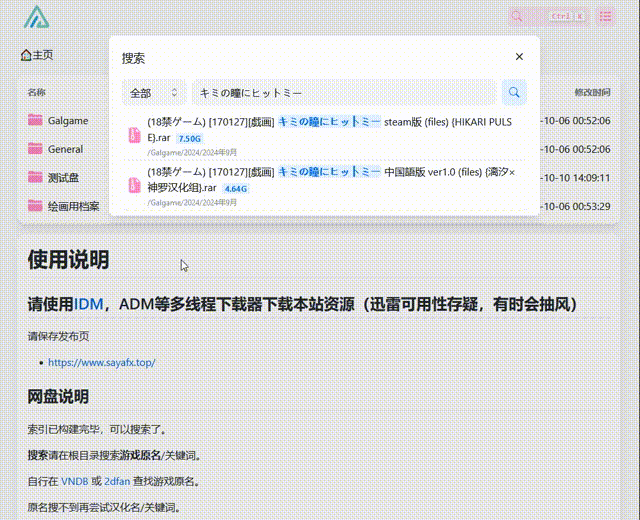 Ctrl K
主页
搜索
全部
キミの瞳にヒットミー
(18禁ゲーム) [170127][戯画] キミの瞳にヒットミー steam版 (files) {HIKARI PULS
E}.rar 7.50G
/Galgame/2024/2024年9月
(18禁ゲーム) [170127][戯画] キミの瞳にヒットミー 中国語版 ver1.0 (files) {漓汐×
神罗汉化组}.rar 4.64G
/Galgame/2024/2024年9月
名称 修改时间
Galgame -10-06 00:52:06
General -10-06 00:52:06
测试盘 -10-10 14:09:11
绘画用档案 -10-06 00:53:29
使用说明
请使用IDM，ADM等多线程下载器下载本站资源（迅雷可用性存疑，有时会抽风）
请保存发布页
https://www.sayafx.top/
网盘说明
索引已构建完毕，可以搜索了。
搜索请在根目录搜索游戏原名/关键词。
自行在 VNDB 或 2dfan 查找游戏原名。
原名搜不到再尝试汉化名/关键词。